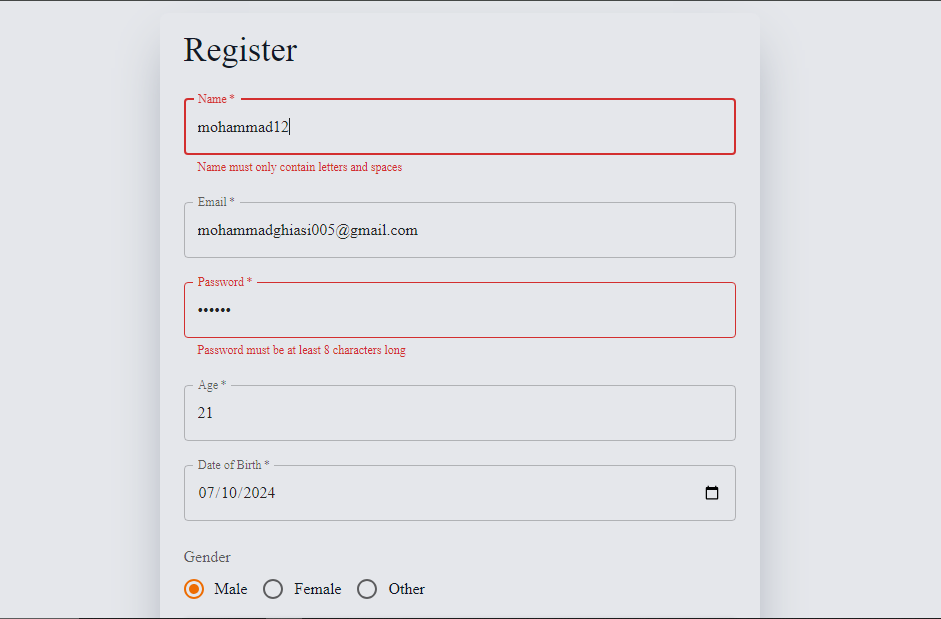 Register
Name *
mohammad12
Name must only contain letters and spaces
Email *
mohammadghiasi005@gmail.com
Password *
••••••
Password must be at least 8 characters long
Age *
21
Date of Birth *
07/10/2024
Gender
Male Female Other